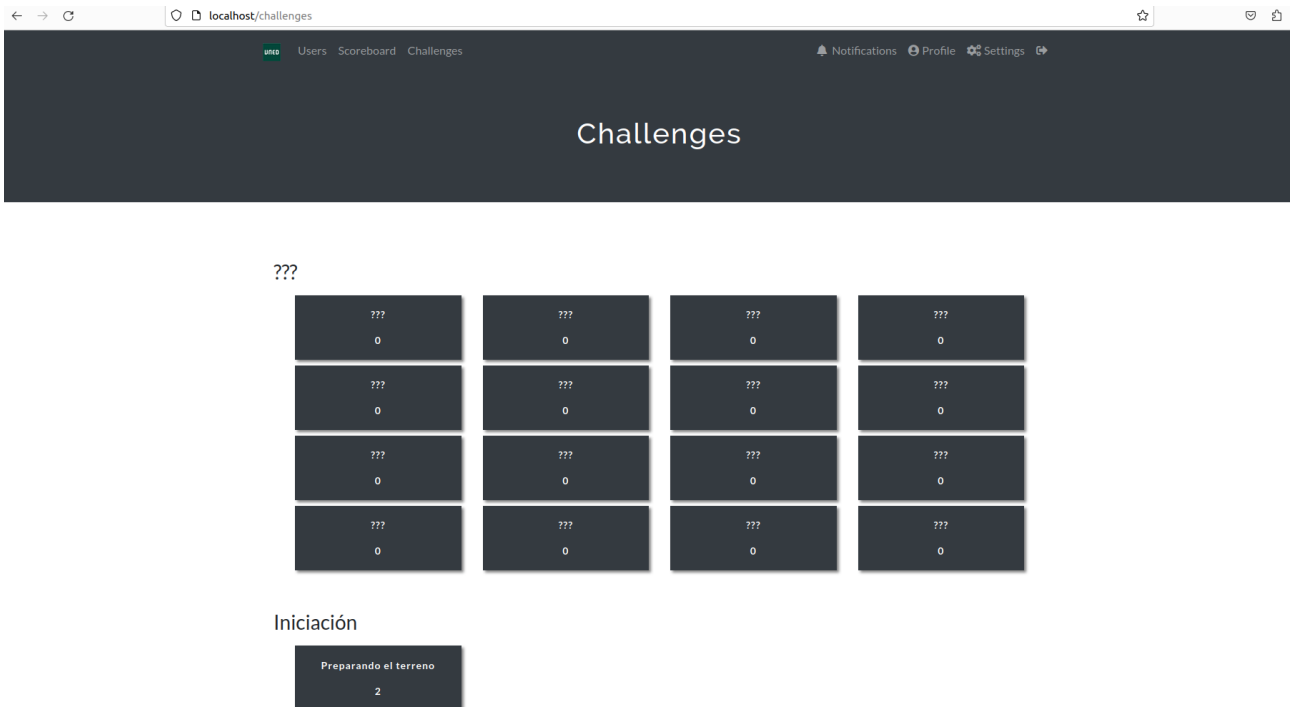 localhost/challenges
UNED Users Scoreboard Challenges Notifications Profile Settings
Challenges
???
??? ??? ??? ???
0 0 0 0
??? ??? ??? ???
0 0 0 0
??? ??? ??? ???
0 0 0 0
??? ??? ??? ???
0 0 0 0
Iniciación
Preparando el terreno
2